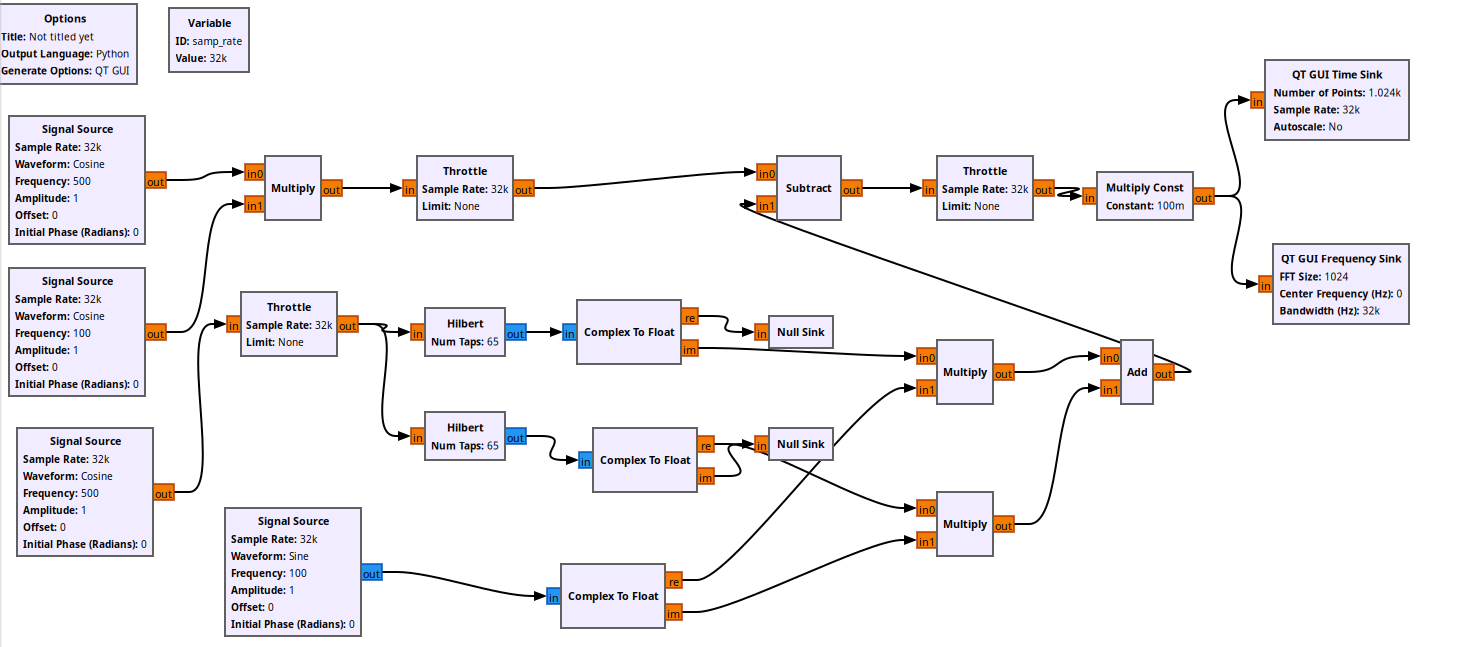 Options
Title: Not titled yet
Output Language: Python
Generate Options: QT GUI
Variable
ID: samp_rate
Value: 32k
Signal Source
Sample Rate: 32k
Waveform: Cosine
Frequency: 500
Amplitude: 1
Offset: 0
Initial Phase (Radians): 0
out
in0
in1
Multiply
out
in
Throttle
Sample Rate: 32k
Limit: None
out
in0
in1
Subtract
out
in
Throttle
Sample Rate: 32k
Limit: None
out
in
Multiply Const
Constant: 100m
out
in
QT GUI Time Sink
Number of Points: 1.024k
Sample Rate: 32k
Autoscale: No
in
QT GUI Frequency Sink
FFT Size: 1024
Center Frequency (Hz): 0
Bandwidth (Hz): 32k
Signal Source
Sample Rate: 32k
Waveform: Cosine
Frequency: 100
Amplitude: 1
Offset: 0
Initial Phase (Radians): 0
out
in
Throttle
Sample Rate: 32k
Limit: None
out
in
Hilbert
Num Taps: 65
out
in
Complex To Float
re
im
in
Null Sink
in0
in1
Multiply
out
in0
in1
Add
out
Signal Source
Sample Rate: 32k
Waveform: Cosine
Frequency: 500
Amplitude: 1
Offset: 0
Initial Phase (Radians): 0
out
in
Hilbert
Num Taps: 65
out
in
Complex To Float
re
im
in
Null Sink
in0
in1
Multiply
out
Signal Source
Sample Rate: 32k
Waveform: Sine
Frequency: 100
Amplitude: 1
Offset: 0
Initial Phase (Radians): 0
out
in
Complex To Float
re
im